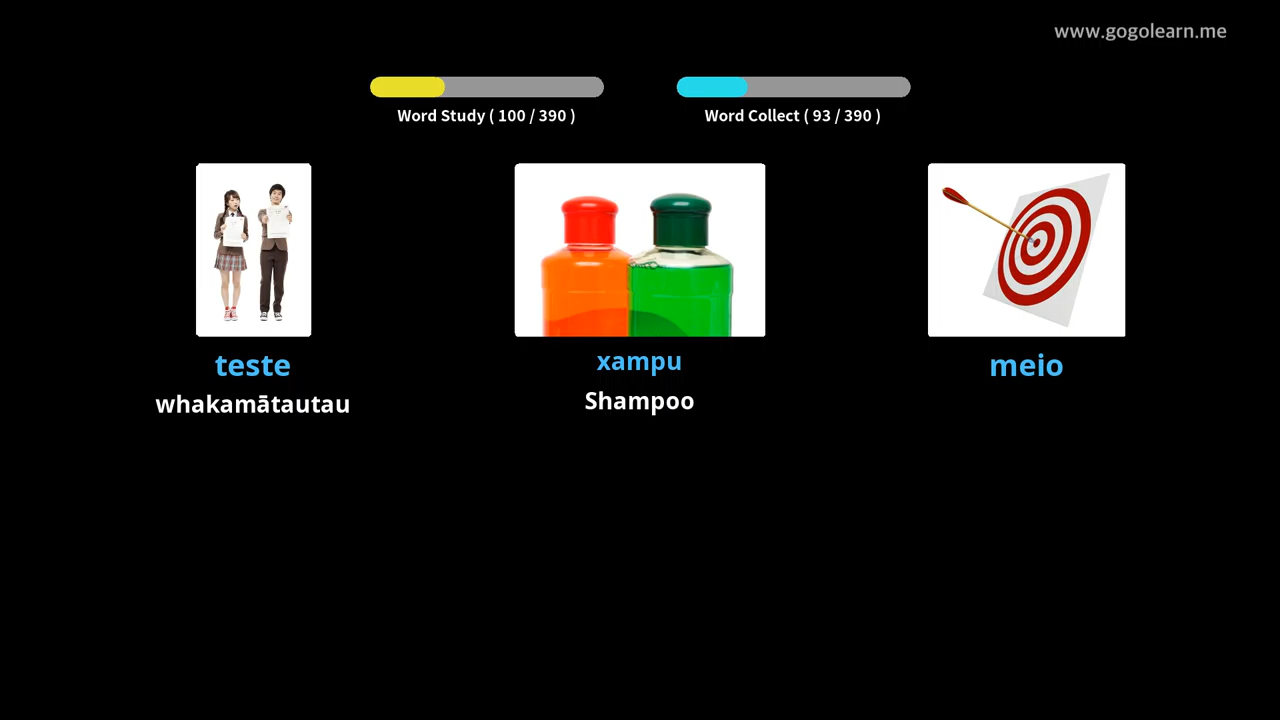 www.gogolearn.me
Word Study ( 100 / 390 )
Word Collect ( 93 / 390 )
teste
whakamātautau
xampu
Shampoo
meio